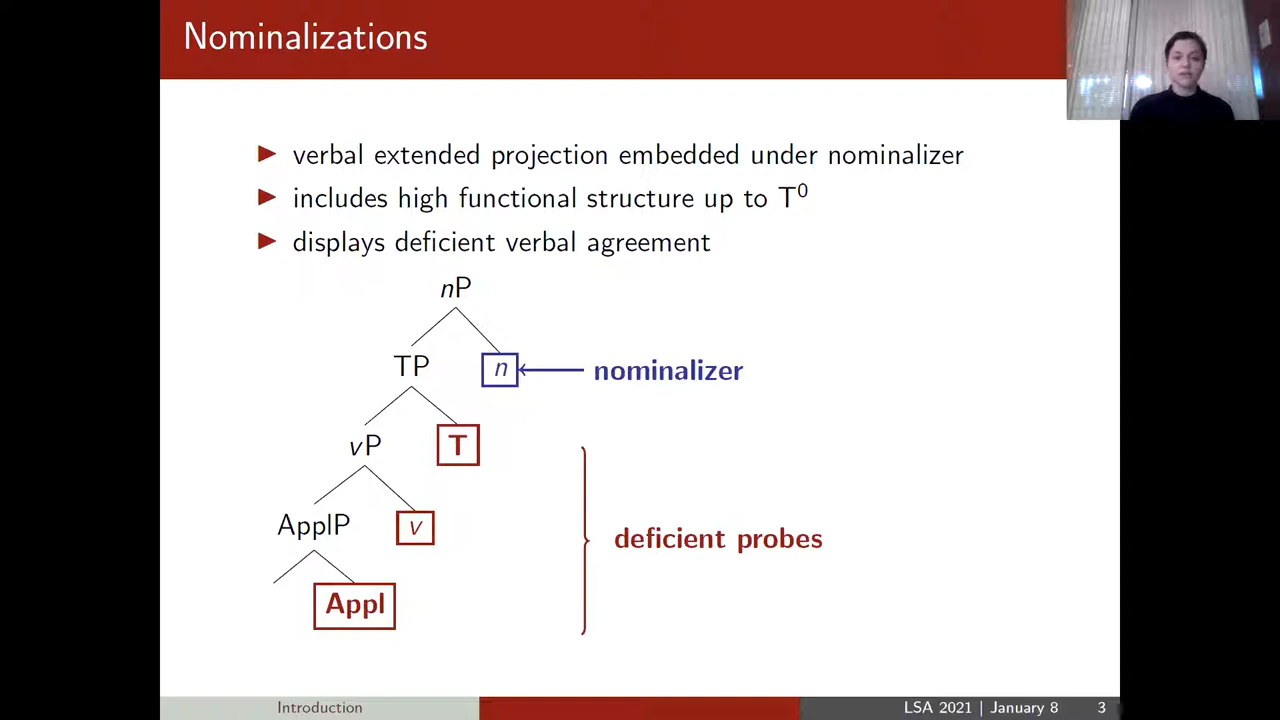 Nominalizations
▶ verbal extended projection embedded under nominalizer
▶ includes high functional structure up to T⁰
▶ displays deficient verbal agreement
nP
TP n nominalizer
vP T
ApplP v deficient probes
Appl
Introduction LSA 2021 | January 8 3